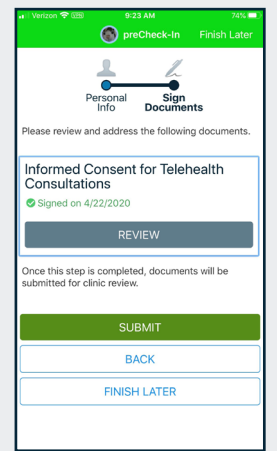 Verizon VPN 9:23 AM 74%
preCheck-In Finish Later
Personal Info
Sign Documents
Please review and address the following documents.
Informed Consent for Telehealth
Consultations
Signed on 4/22/2020
REVIEW
Once this step is completed, documents will be
submitted for clinic review.
SUBMIT
BACK
FINISH LATER